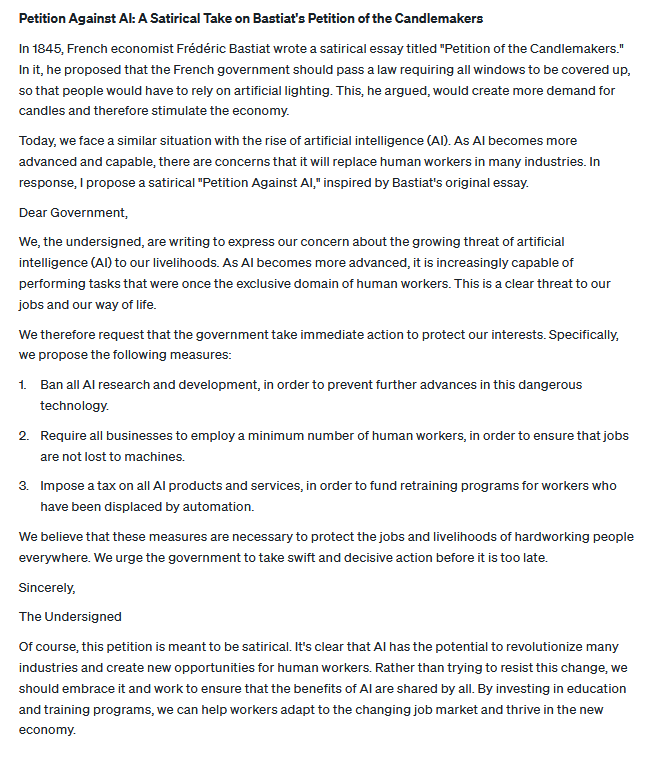 Petition Against AI: A Satirical Take on Bastiat's Petition of the Candlemakers
In 1845, French economist Frédéric Bastiat wrote a satirical essay titled "Petition of the Candlemakers."
In it, he proposed that the French government should pass a law requiring all windows to be covered up,
so that people would have to rely on artificial lighting. This, he argued, would create more demand for
candles and therefore stimulate the economy.
Today, we face a similar situation with the rise of artificial intelligence (AI). As AI becomes more
advanced and capable, there are concerns that it will replace human workers in many industries. In
response, I propose a satirical "Petition Against AI," inspired by Bastiat's original essay.
Dear Government,
We, the undersigned, are writing to express our concern about the growing threat of artificial
intelligence (AI) to our livelihoods. As AI becomes more advanced, it is increasingly capable of
performing tasks that were once the exclusive domain of human workers. This is a clear threat to our
jobs and our way of life.
We therefore request that the government take immediate action to protect our interests. Specifically,
we propose the following measures:
1. Ban all AI research and development, in order to prevent further advances in this dangerous
technology.
2. Require all businesses to employ a minimum number of human workers, in order to ensure that jobs
are not lost to machines.
3. Impose a tax on all AI products and services, in order to fund retraining programs for workers who
have been displaced by automation.
We believe that these measures are necessary to protect the jobs and livelihoods of hardworking people
everywhere. We urge the government to take swift and decisive action before it is too late.
Sincerely,
The Undersigned
Of course, this petition is meant to be satirical. It's clear that AI has the potential to revolutionize many
industries and create new opportunities for human workers. Rather than trying to resist this change, we
should embrace it and work to ensure that the benefits of AI are shared by all. By investing in education
and training programs, we can help workers adapt to the changing job market and thrive in the new
economy.